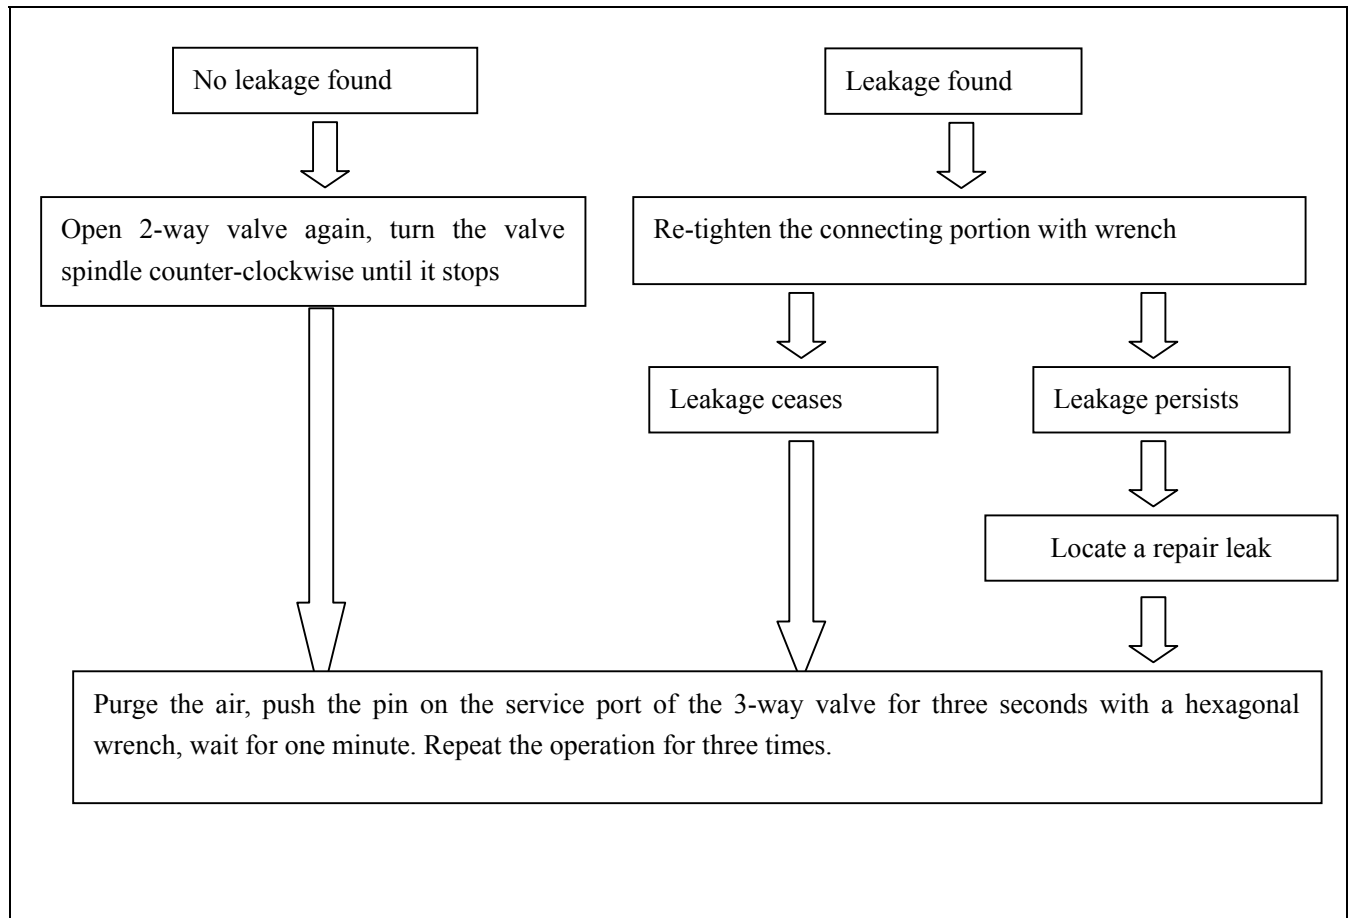 No leakage found
Leakage found
Open 2-way valve again, turn the valve
spindle counter-clockwise until it stops
Re-tighten the connecting portion with wrench
Leakage ceases
Leakage persists
Locate a repair leak
Purge the air, push the pin on the service port of the 3-way valve for three seconds with a hexagonal
wrench, wait for one minute. Repeat the operation for three times.